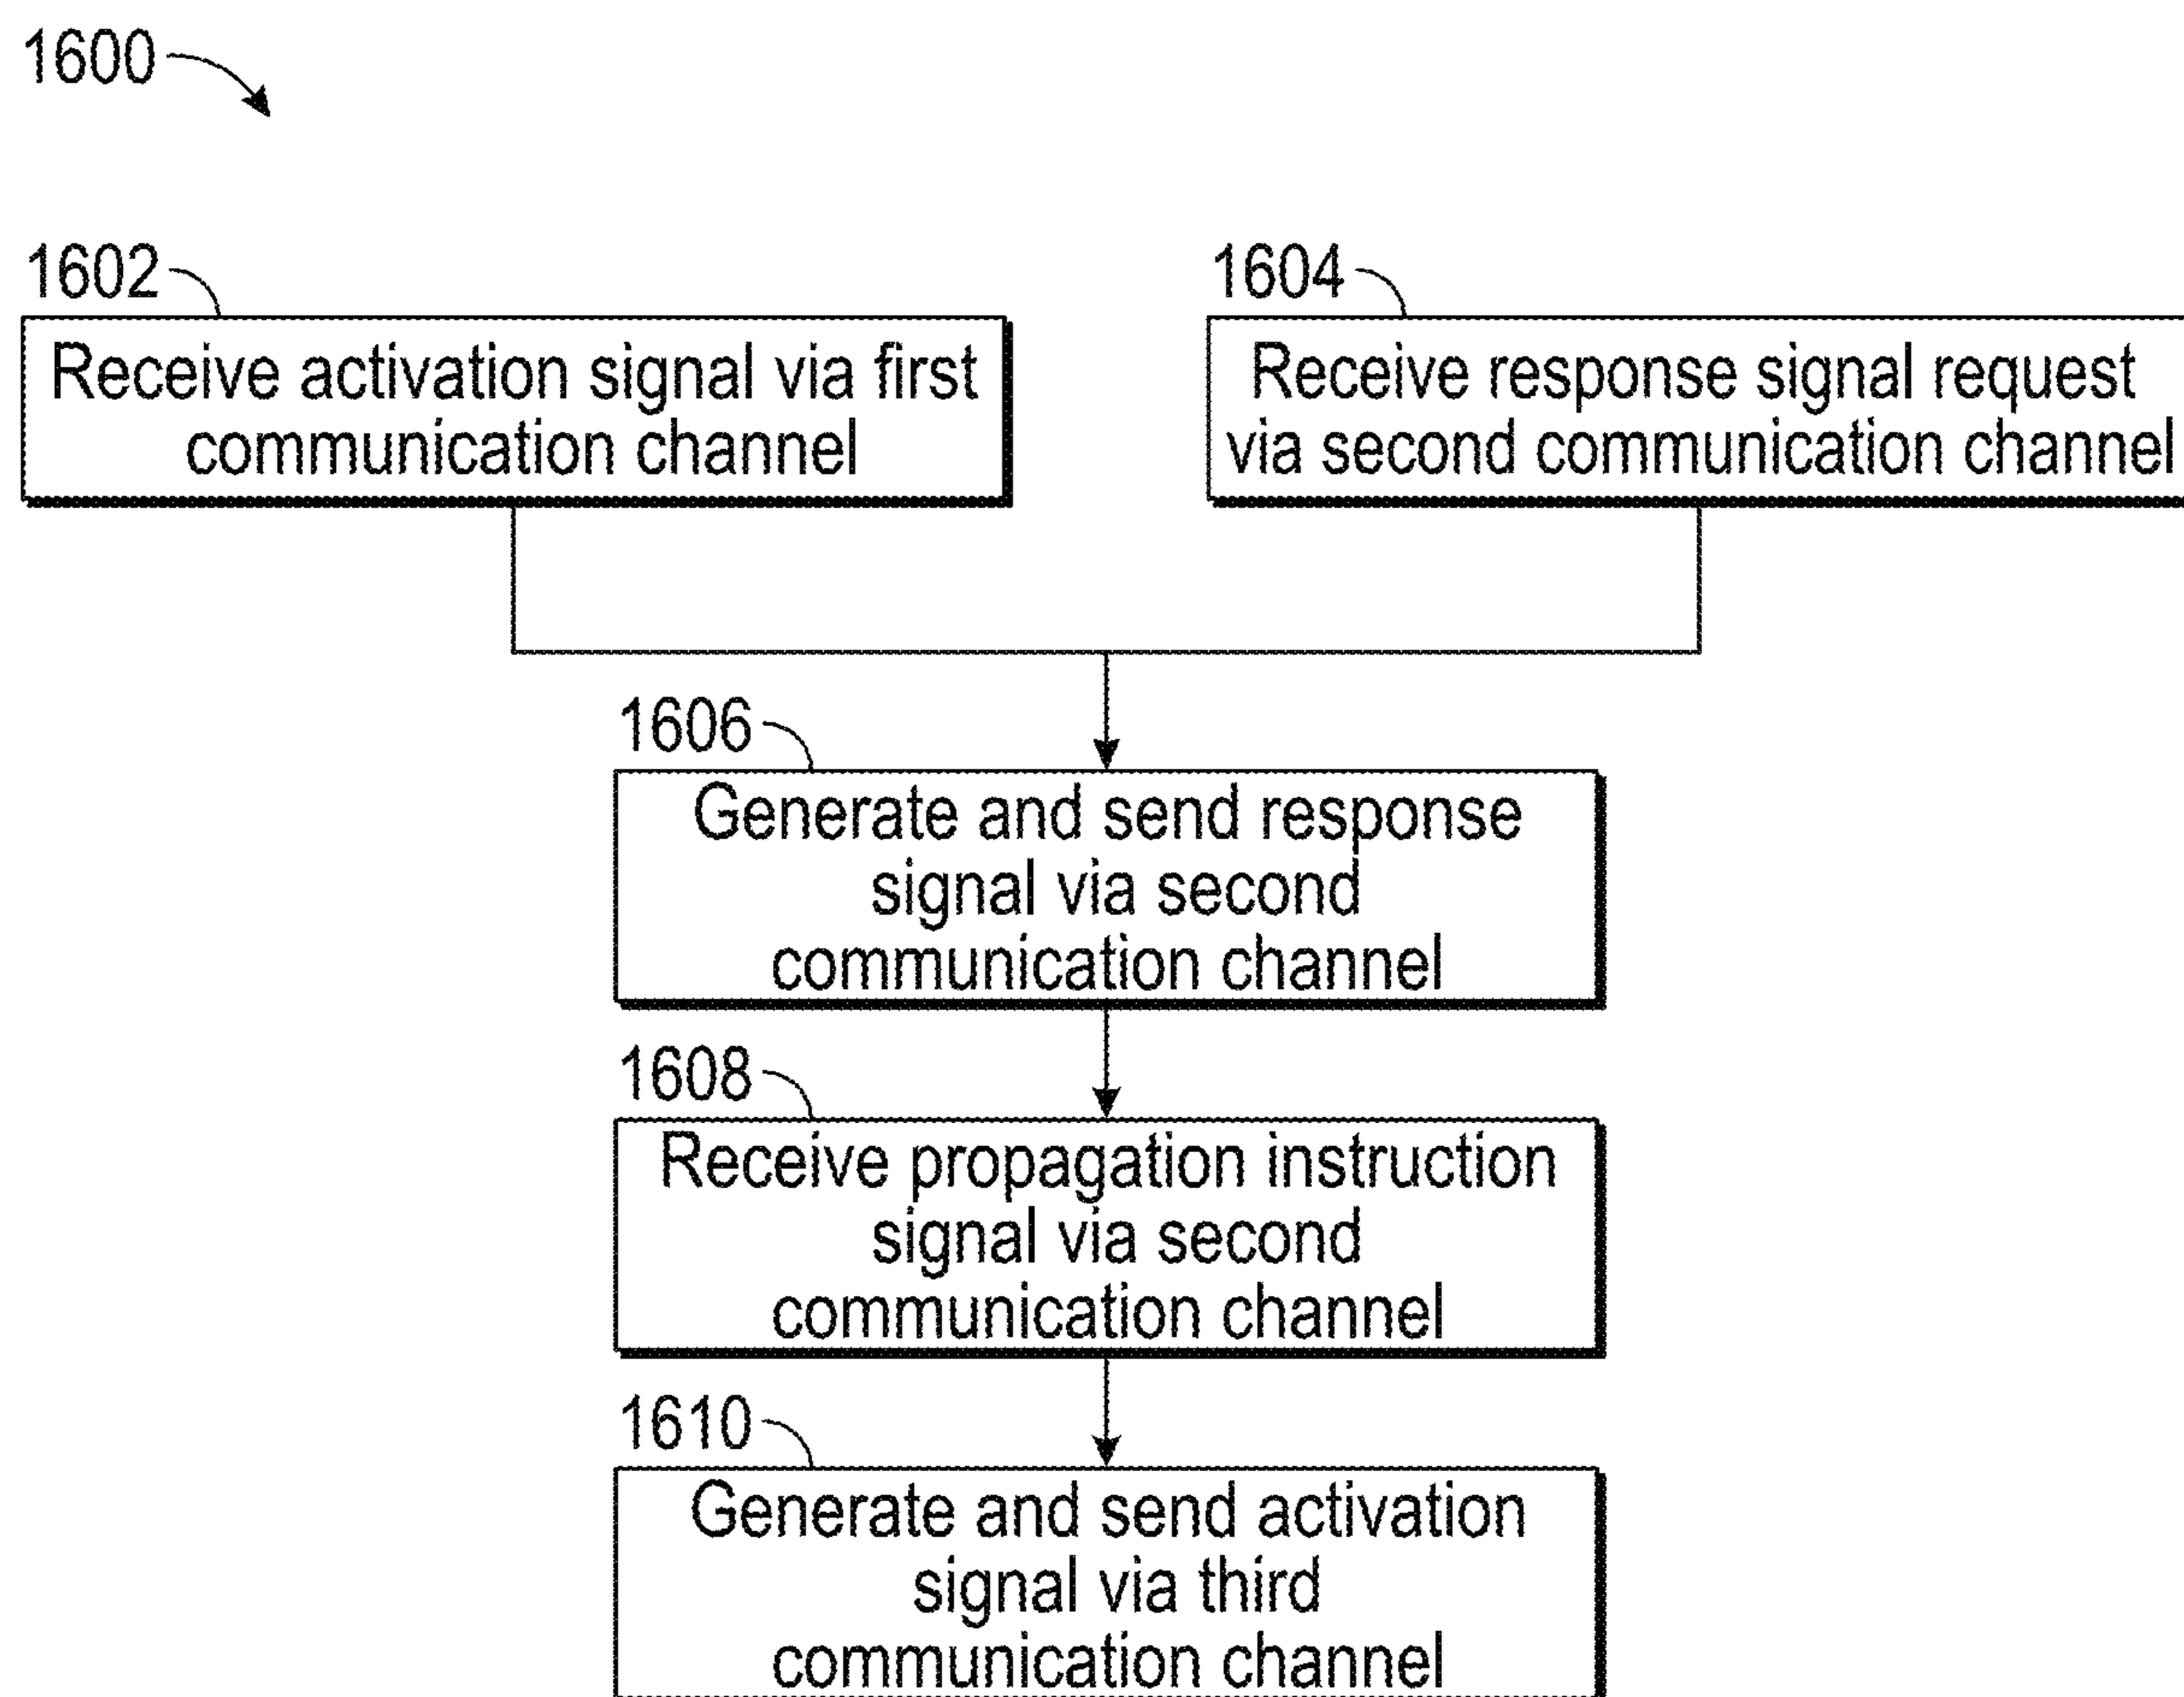 1600
1602
Receive activation signal via first
communication channel
1604
Receive response signal request
via second communication channel
1606
Generate and send response
signal via second
communication channel
1608
Receive propagation instruction
signal via second
communication channel
1610
Generate and send activation
signal via third
communication channel